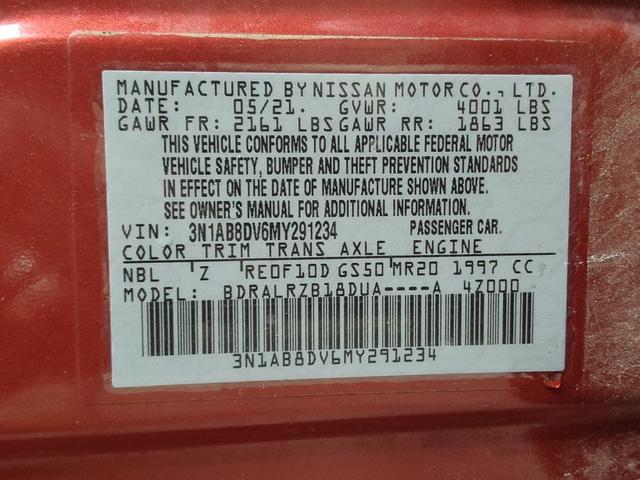 MANUFACTURED BY NISSAN MOTOR CO., LTD.
DATE: 05/21. GVWR: 4001 LBS
GAWR FR: 2161 LBS GAWR RR: 1863 LBS
THIS VEHICLE CONFORMS TO ALL APPLICABLE FEDERAL MOTOR
VEHICLE SAFETY, BUMPER AND THEFT PREVENTION STANDARDS
IN EFFECT ON THE DATE OF MANUFACTURE SHOWN ABOVE.
SEE OWNER'S MANUAL FOR ADDITIONAL INFORMATION.
VIN: 3N1AB8DV6MY291234 PASSENGER CAR.
COLOR TRIM TRANS AXLE ENGINE
NBL Z RE0F10D GS50 MR20 1997 CC
MODEL: BDRALRZB18DUA----A 4Z000
3N1AB8DV6MY291234